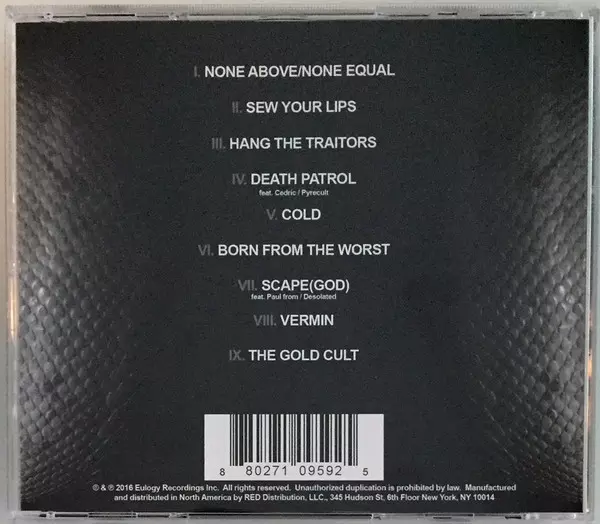 I. NONE ABOVE/NONE EQUAL
II. SEW YOUR LIPS
III. HANG THE TRAITORS
IV. DEATH PATROL
feat. Cedric / Pyrecult
V. COLD
VI. BORN FROM THE WORST
VII. SCAPE(GOD)
feat. Paul from / Desolated
VIII. VERMIN
IX. THE GOLD CULT
8 80271 09592 5
© & ℗ 2016 Eulogy Recordings Inc. All rights reserved. Unauthorized duplication is prohibited by law. Manufactured
and distributed in North America by RED Distribution, LLC., 345 Hudson St, 6th Floor New York, NY 10014